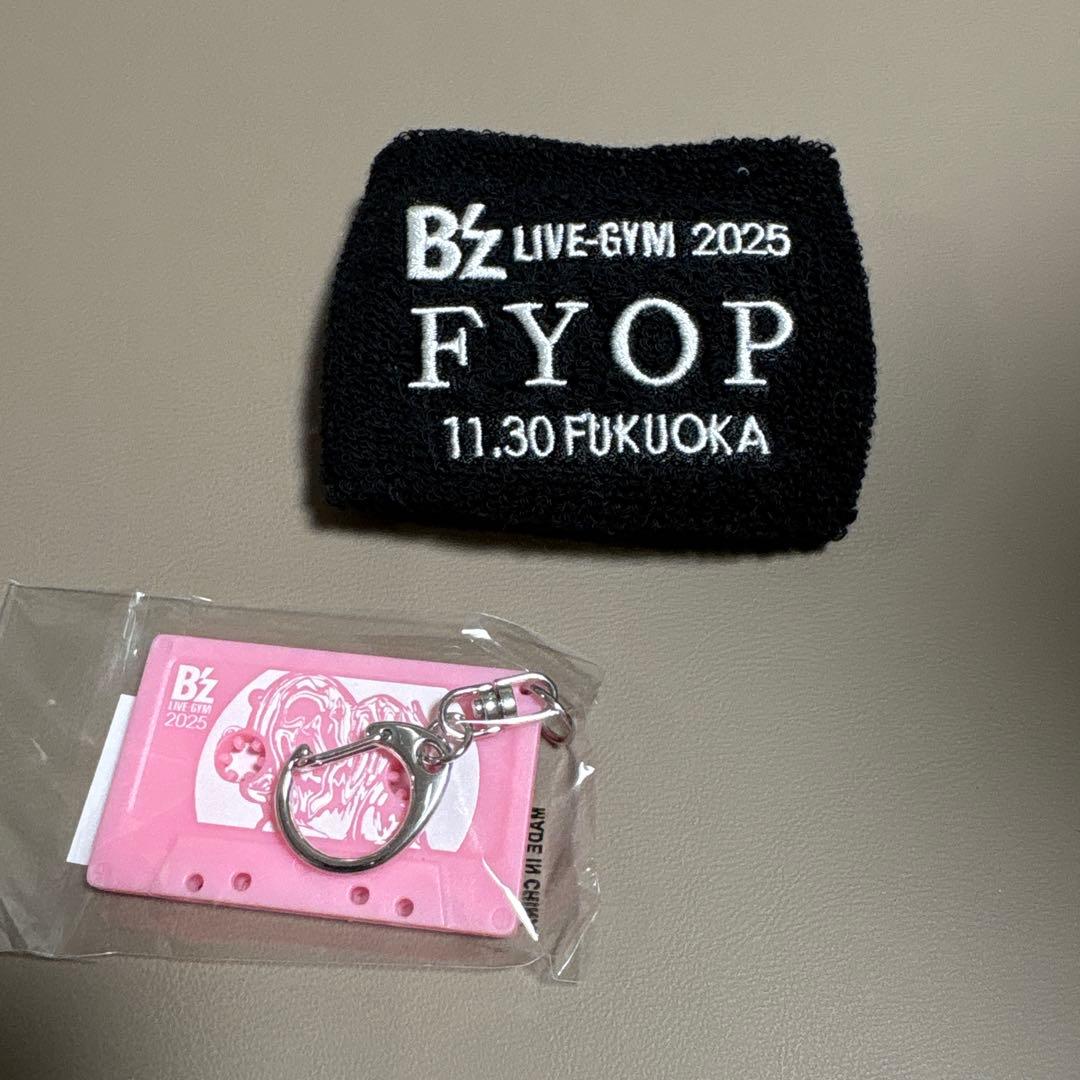 B'z LIVE-GYM 2025
FYOP
11.30 FUKUOKA
B'z
LIVE-GYM
2025
MADE IN CHINA